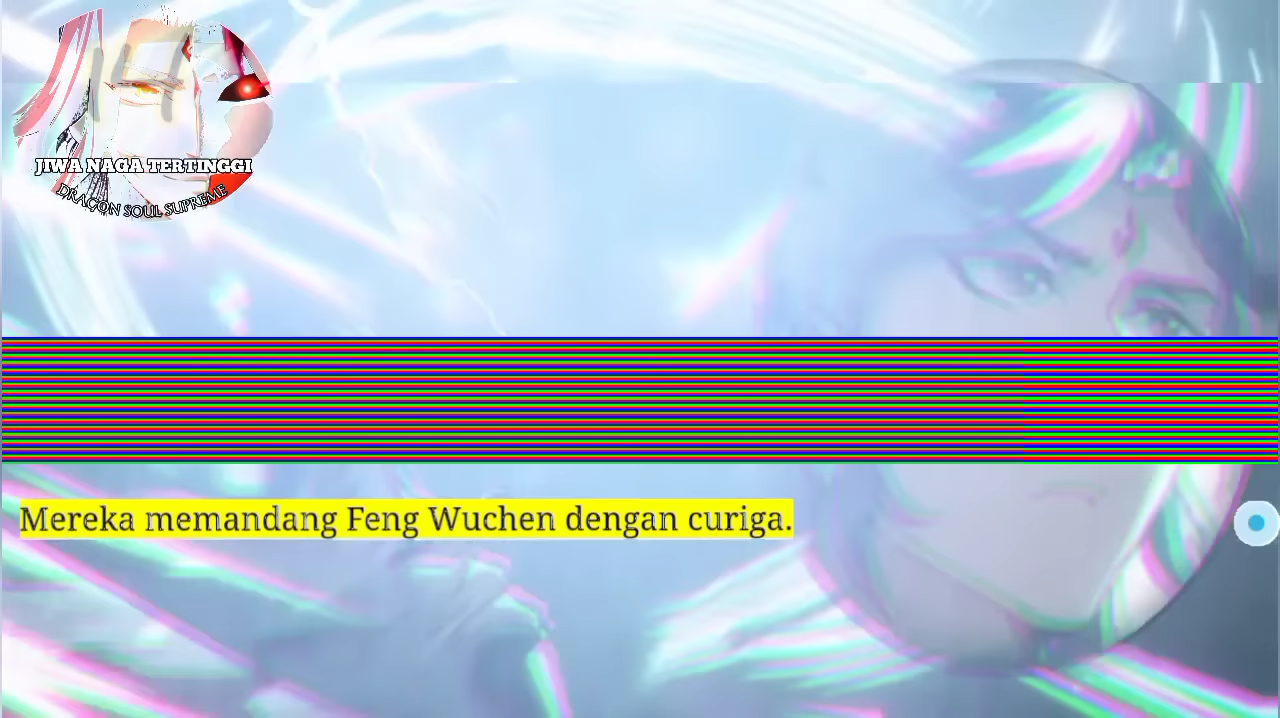 JIWA NAGA TERTINGGI
DRAGON SOUL SUPREME
Mereka memandang Feng Wuchen dengan curiga.